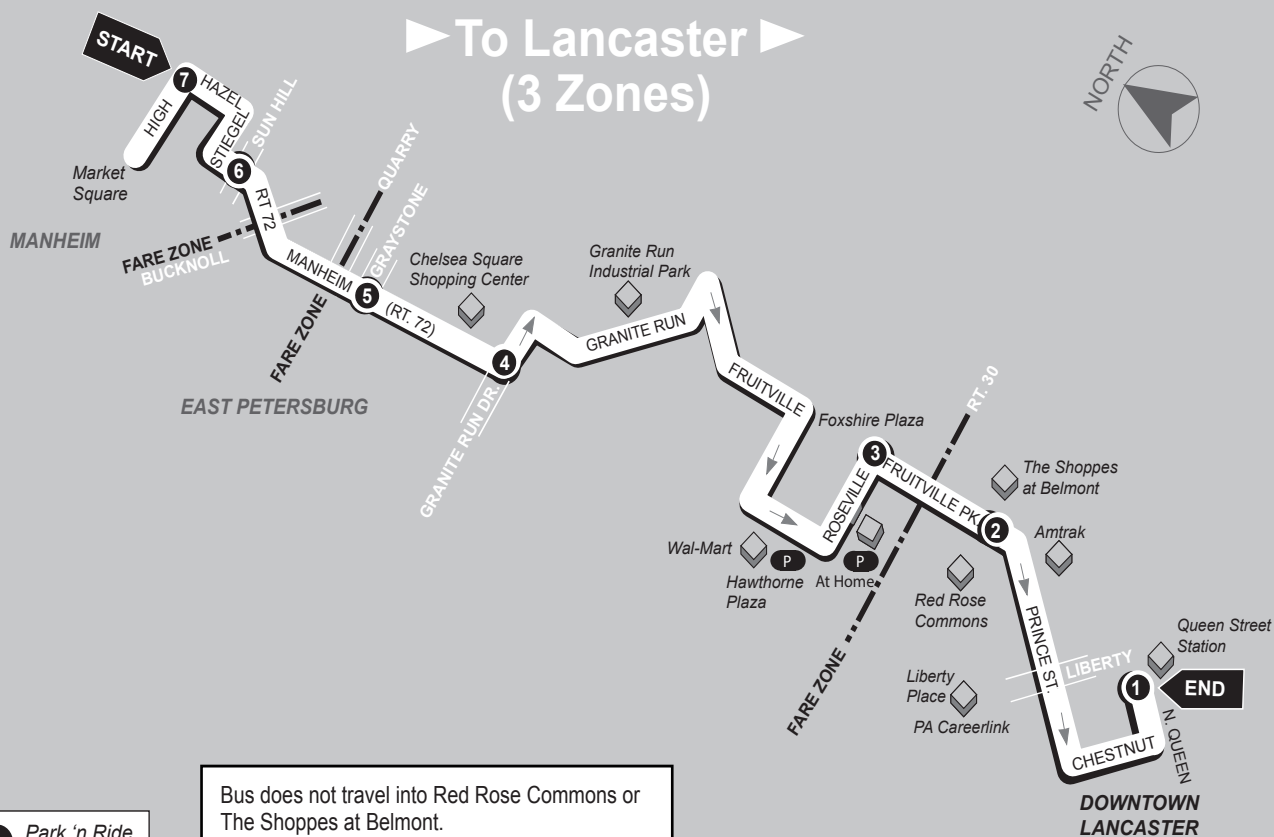 To Lancaster
(3 Zones)
START
NORTH
7
HAZEL
HIGH
STIEGEL
SUN HILL
6
Market
Square
RT 72
QUARRY
MANHEIM
FARE ZONE
BUCKNOLL
GRAYSTONE
MANHEIM
5
(RT. 72)
FARE ZONE
Chelsea Square
Shopping Center
Granite Run
Industrial Park
4
GRANITE RUN
EAST PETERSBURG
GRANITE RUN DR.
FRUITVILLE
RT. 30
Foxshire Plaza
3
FRUITVILLE PK.
ROSEVILLE
The Shoppes
at Belmont
2
Amtrak
Wal-Mart
P
P
Hawthorne
Plaza
At Home
Red Rose
Commons
PRINCE ST.
FARE ZONE
Queen Street
Station
LIBERTY
Liberty
Place
PA Careerlink
1
END
N. QUEEN
CHESTNUT
DOWNTOWN
LANCASTER
Park ‘n Ride
Bus does not travel into Red Rose Commons or
The Shoppes at Belmont.